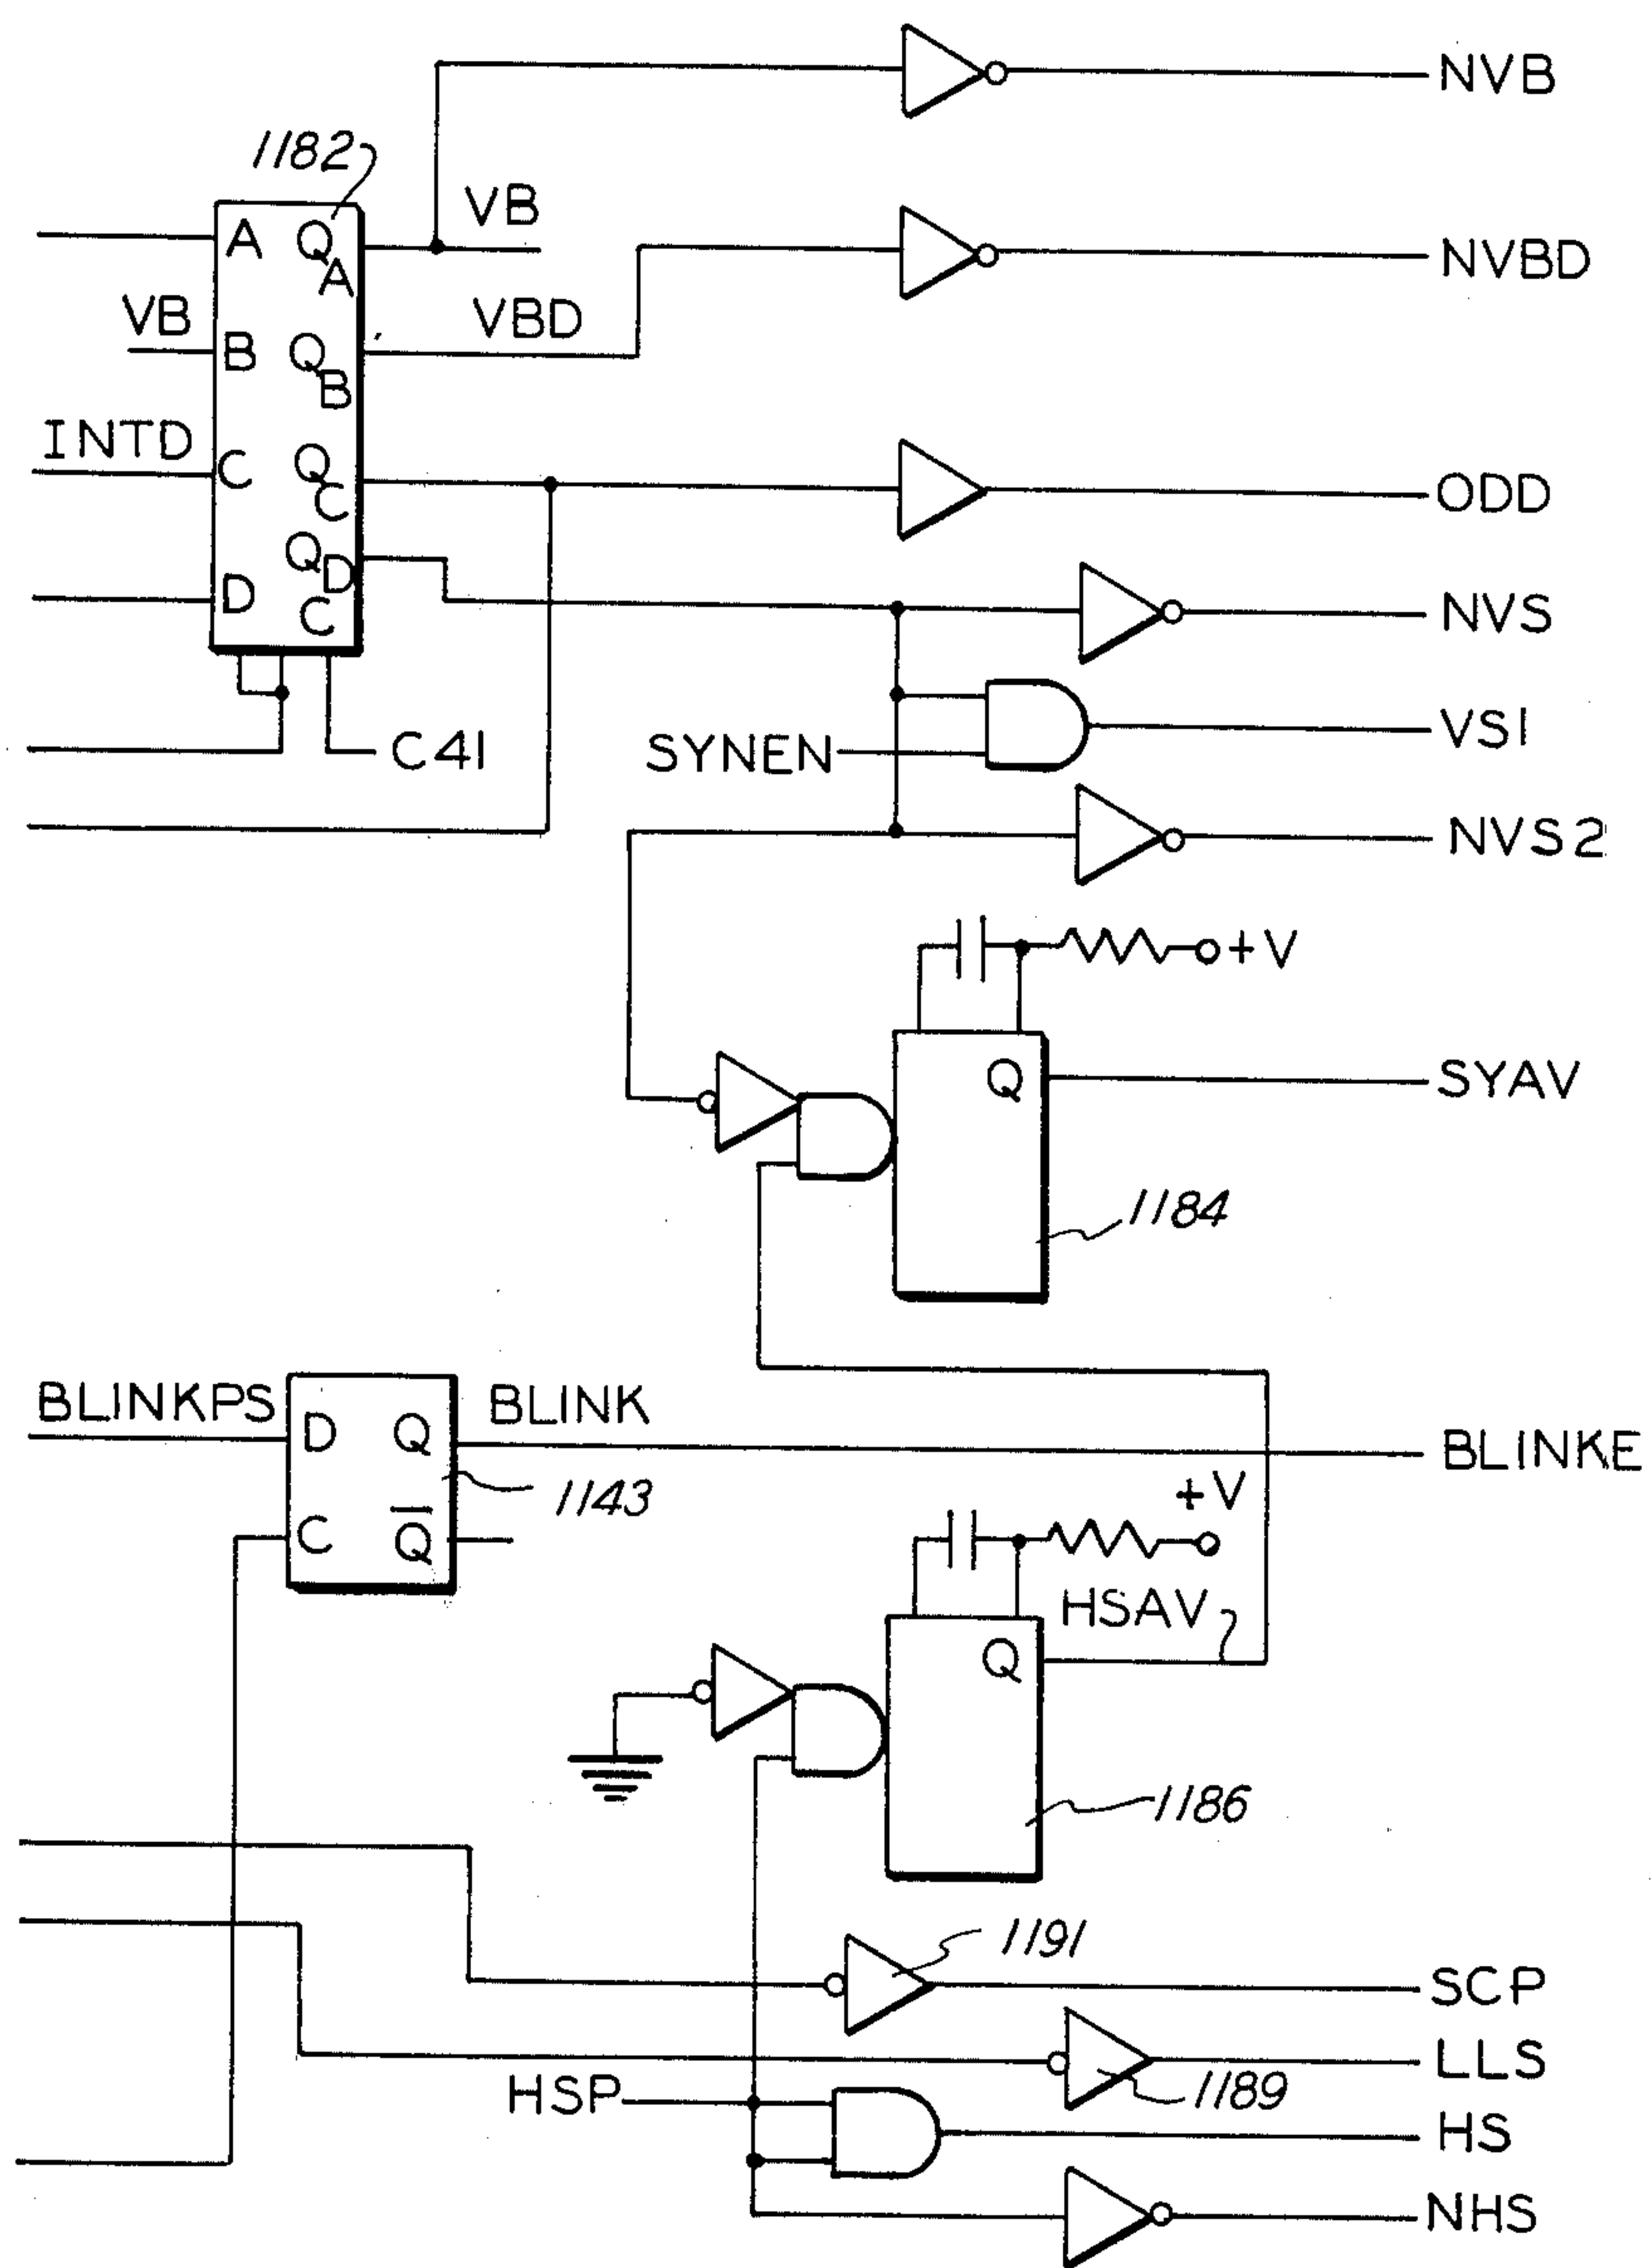 NVB
1182
VB
A QA
NVBD
VB
VBD
B QB
INTD
C QC
ODD
QD
D C
NVS
VS1
SYNEN
C41
NVS2
+V
Q
SYAV
1184
BLINKPS
BLINK
D Q
BLINKE
1143
+V
C Q̅
HSAV
Q
1186
1191
SCP
LLS
1189
HSP
HS
NHS